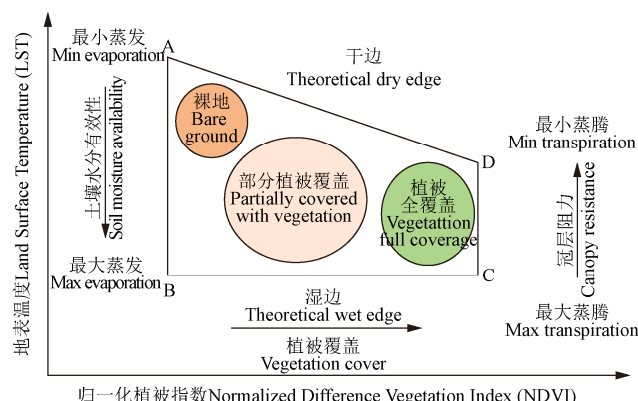 最小蒸发
Min evaporation
A
干边
Theoretical dry edge
裸地
Bare
ground
地表温度Land Surface Temperature (LST)
土壤水分有效性
Soil moisture availability
最小蒸腾
Min transpiration
D
部分植被覆盖
Partially covered
with vegetation
植被
全覆盖
Vegetattion
full coverage
冠层阻力
Canopy resistance
最大蒸发
Max evaporation
B
C
湿边
Theoretical wet edge
最大蒸腾
Max transpiration
植被覆盖
Vegetation cover
归一化植被指数Normalized Difference Vegetation Index (NDVI)